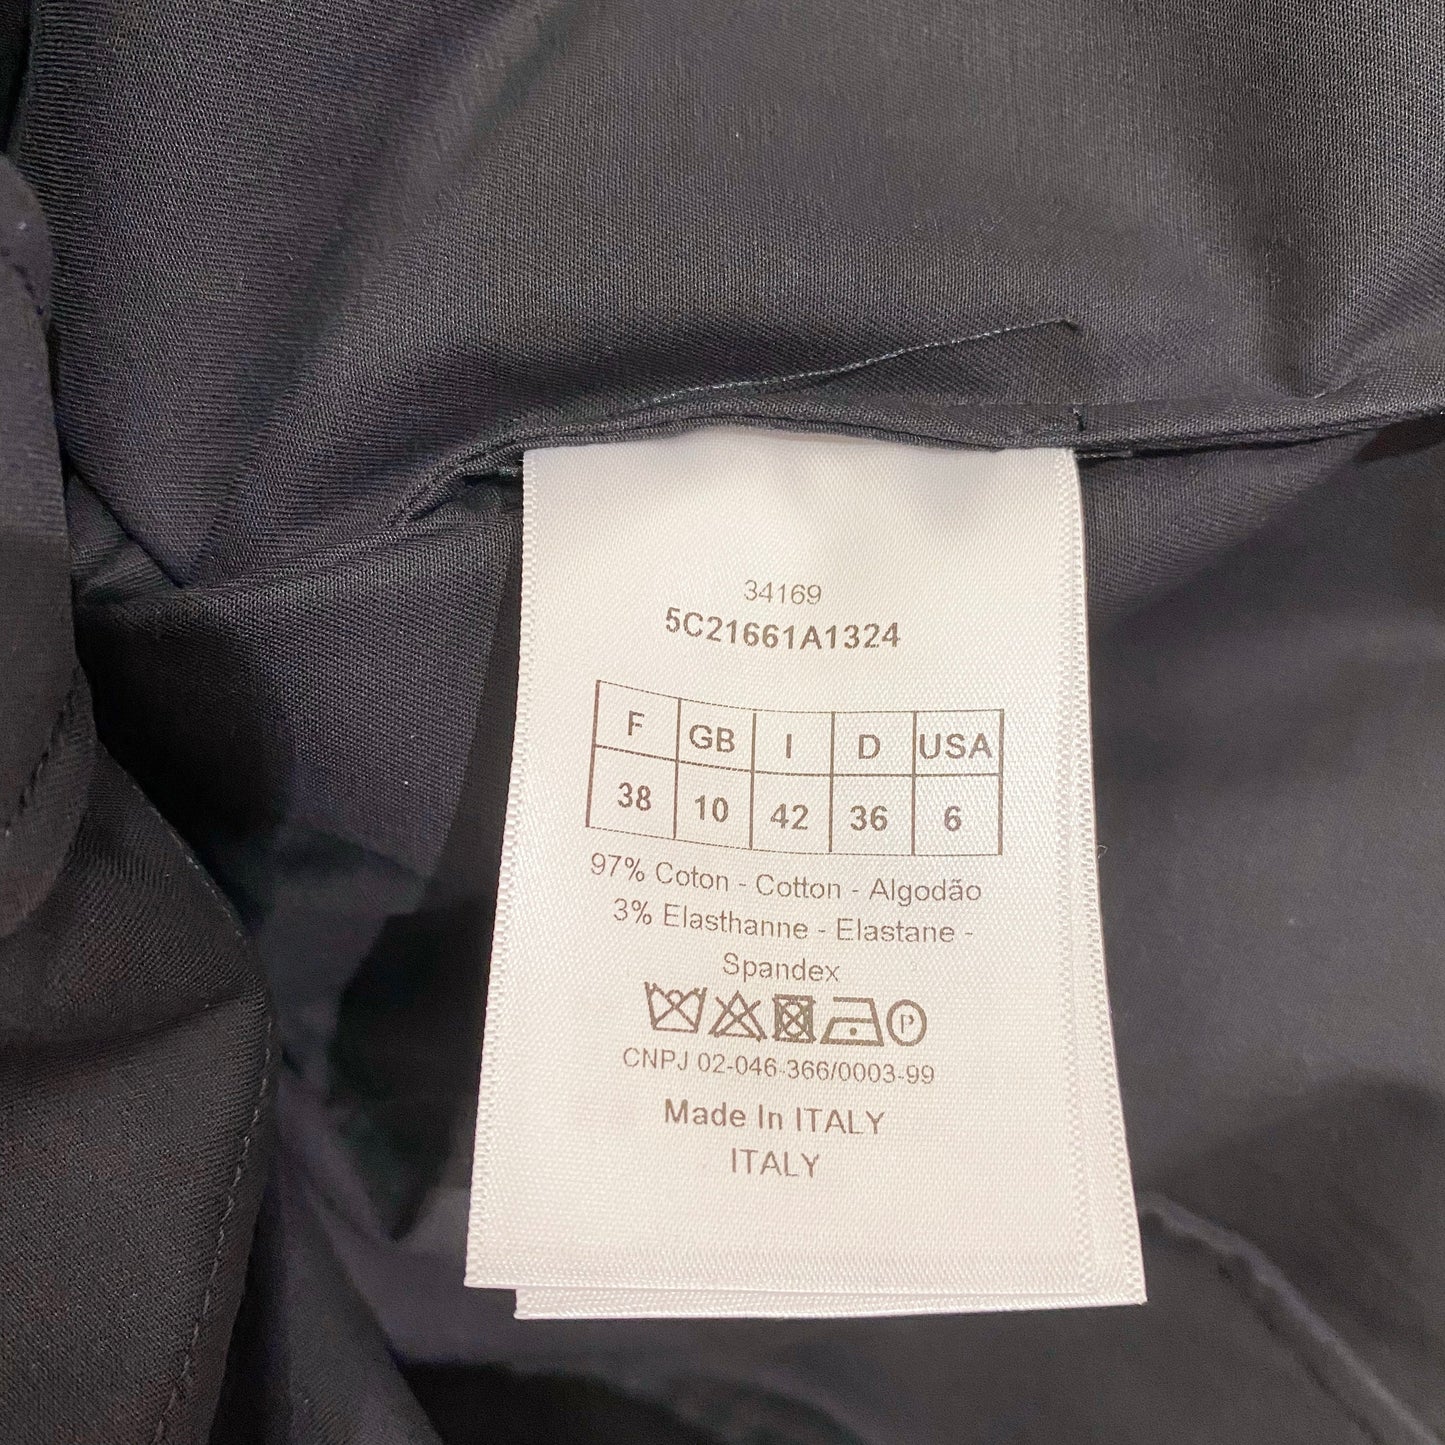 34169
5C21661A1324
F GB I D USA
38 10 42 36 6
97% Coton - Cotton - Algodão
3% Elasthanne - Elastane -
Spandex
P
CNPJ 02-046-366/0003-99
Made In ITALY
ITALY